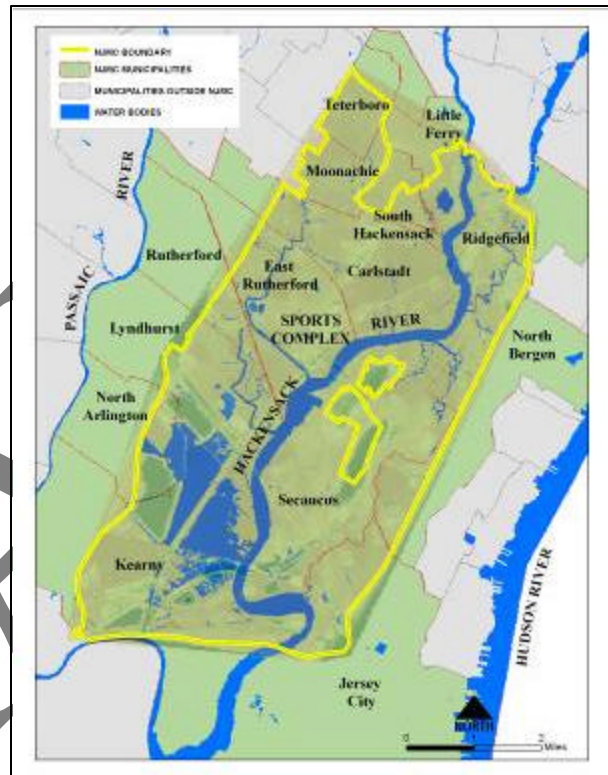 NJMC BOUNDARY
NJMC MUNICIPALITIES
MUNICIPALITIES OUTSIDE NJMC
WATER BODIES
Teterboro
Little
Ferry
Moonachie
RIVER
South
Hackensack
Ridgefield
Rutherford
East
Rutherford
Carlstadt
PASSAIC
SPORTS
COMPLEX
RIVER
Lyndhurst
North
Bergen
North
Arlington
HACKENSACK
Secaucus
Kearny
HUDSON RIVER
Jersey
City
NORTH
0
2
Miles